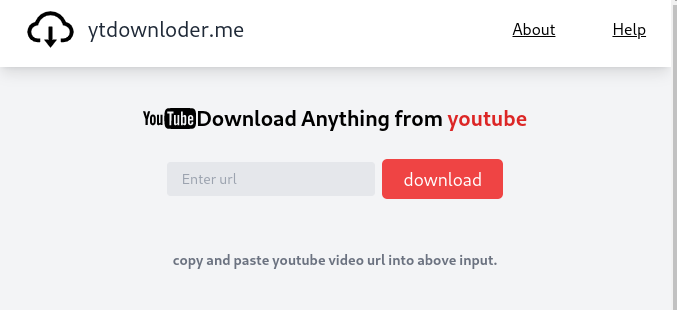 ytdownloder.me About Help
YouTube Download Anything from youtube
Enter url download
copy and paste youtube video url into above input.